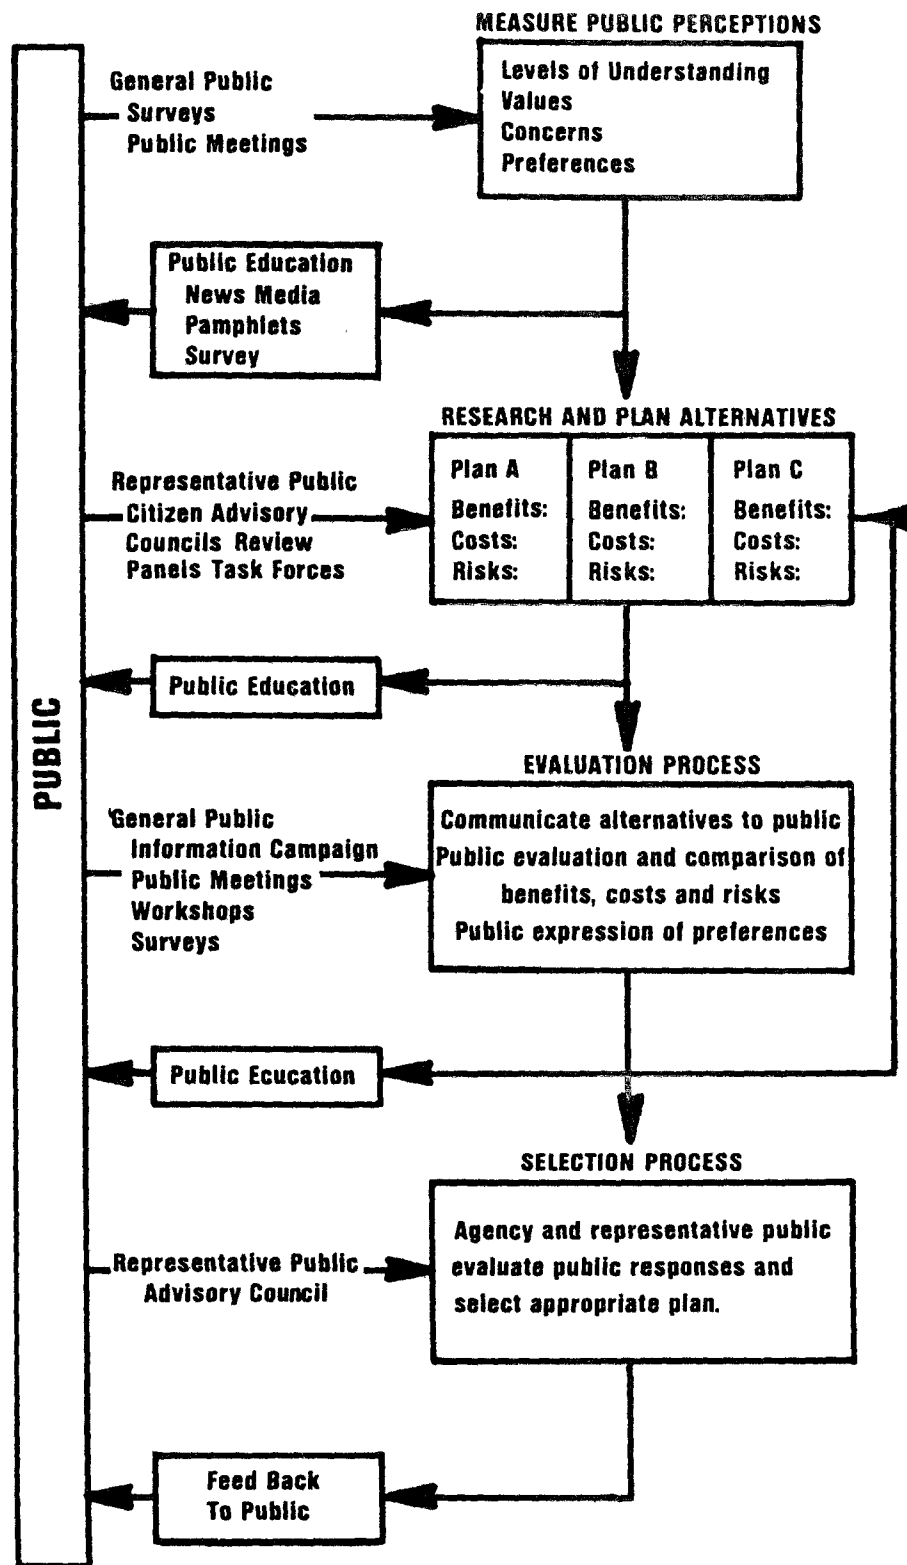 MEASURE PUBLIC PERCEPTIONS
General Public
Surveys
Public Meetings
Levels of Understanding
Values
Concerns
Preferences
Public Education
News Media
Pamphlets
Survey
RESEARCH AND PLAN ALTERNATIVES
Representative Public
Citizen Advisory
Councils Review
Panels Task Forces
Plan A
Benefits:
Costs:
Risks:
Plan B
Benefits:
Costs:
Risks:
Plan C
Benefits:
Costs:
Risks:
Public Education
PUBLIC
EVALUATION PROCESS
General Public
Information Campaign
Public Meetings
Workshops
Surveys
Communicate alternatives to public
Public evaluation and comparison of
benefits, costs and risks
Public expression of preferences
Public Ecucation
SELECTION PROCESS
Representative Public
Advisory Council
Agency and representative public
evaluate public responses and
select appropriate plan.
Feed Back
To Public